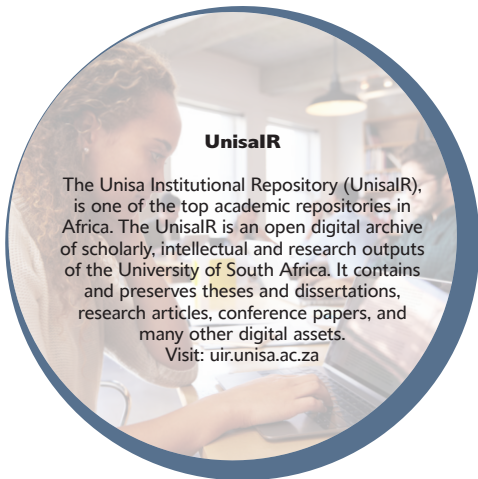 UnisaIR
The Unisa Institutional Repository (UnisaIR),
is one of the top academic repositories in
Africa. The UnisaIR is an open digital archive
of scholarly, intellectual and research outputs
of the University of South Africa. It contains
and preserves theses and dissertations,
research articles, conference papers, and
many other digital assets.
Visit: uir.unisa.ac.za